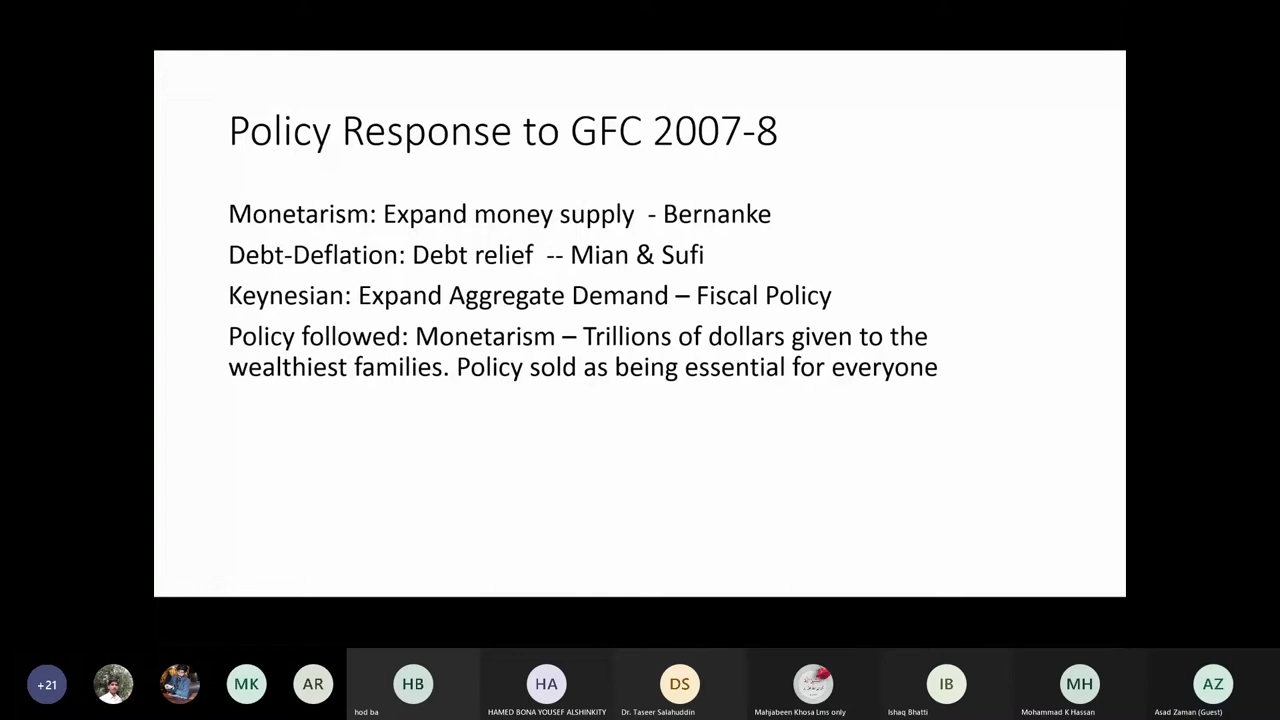 Policy Response to GFC 2007-8
Monetarism: Expand money supply  - Bernanke
Debt-Deflation: Debt relief  -- Mian & Sufi
Keynesian: Expand Aggregate Demand – Fiscal Policy
Policy followed: Monetarism – Trillions of dollars given to the
wealthiest families. Policy sold as being essential for everyone
+21
MK
AR
HB
HA
DS
IB
MH
AZ
hod ba
HAMED BONA YOUSEF ALSHINKITY
Dr. Taseer Salahuddin
Mahjabeen Khosa Lms only
Ishaq Bhatti
Mohammad K Hassan
Asad Zaman (Guest)